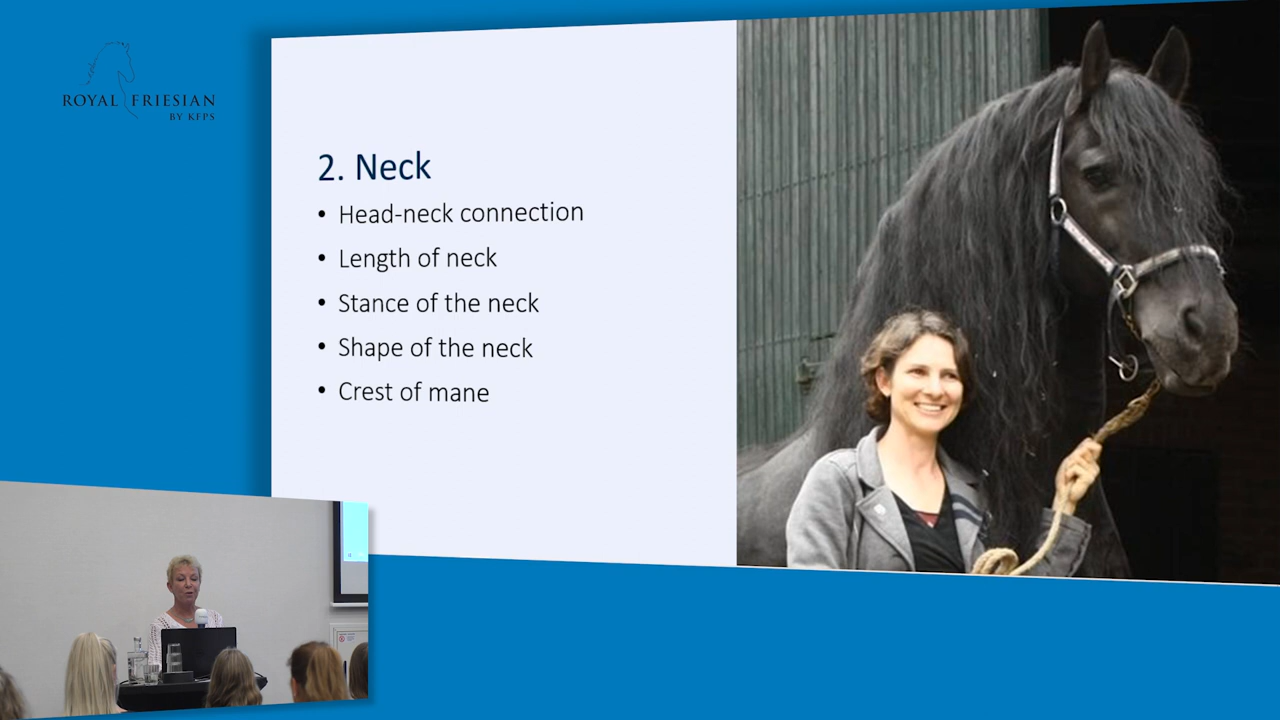 ROYAL FRIESIAN
BY KFPS
2. Neck
• Head-neck connection
• Length of neck
• Stance of the neck
• Shape of the neck
• Crest of mane